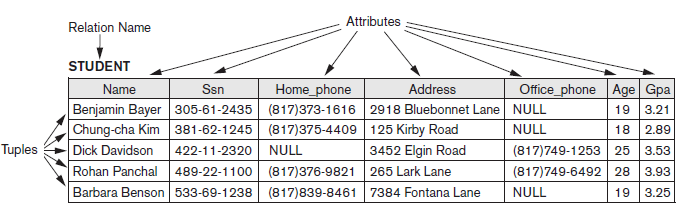 Relation Name
Attributes
STUDENT
Name Ssn Home_phone Address Office_phone Age Gpa
Benjamin Bayer 305-61-2435 (817)373-1616 2918 Bluebonnet Lane NULL 19 3.21
Chung-cha Kim 381-62-1245 (817)375-4409 125 Kirby Road NULL 18 2.89
Tuples Dick Davidson 422-11-2320 NULL 3452 Elgin Road (817)749-1253 25 3.53
Rohan Panchal 489-22-1100 (817)376-9821 265 Lark Lane (817)749-6492 28 3.93
Barbara Benson 533-69-1238 (817)839-8461 7384 Fontana Lane NULL 19 3.25